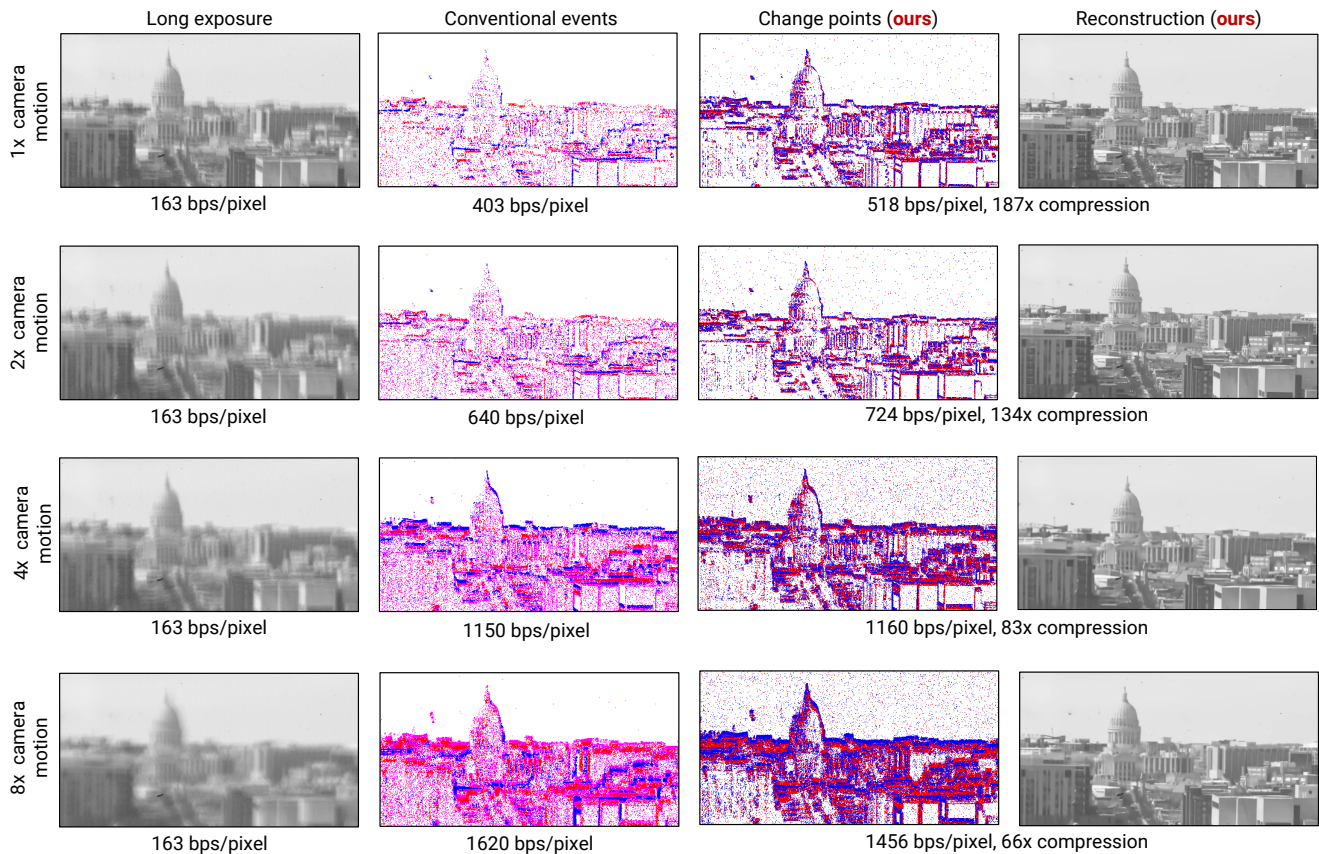 Long exposure
Conventional events
Change points (ours)
Reconstruction (ours)
1x camera
motion
163 bps/pixel
403 bps/pixel
518 bps/pixel, 187x compression
2x camera
motion
163 bps/pixel
640 bps/pixel
724 bps/pixel, 134x compression
4x camera
motion
163 bps/pixel
1150 bps/pixel
1160 bps/pixel, 83x compression
8x camera
motion
163 bps/pixel
1620 bps/pixel
1456 bps/pixel, 66x compression